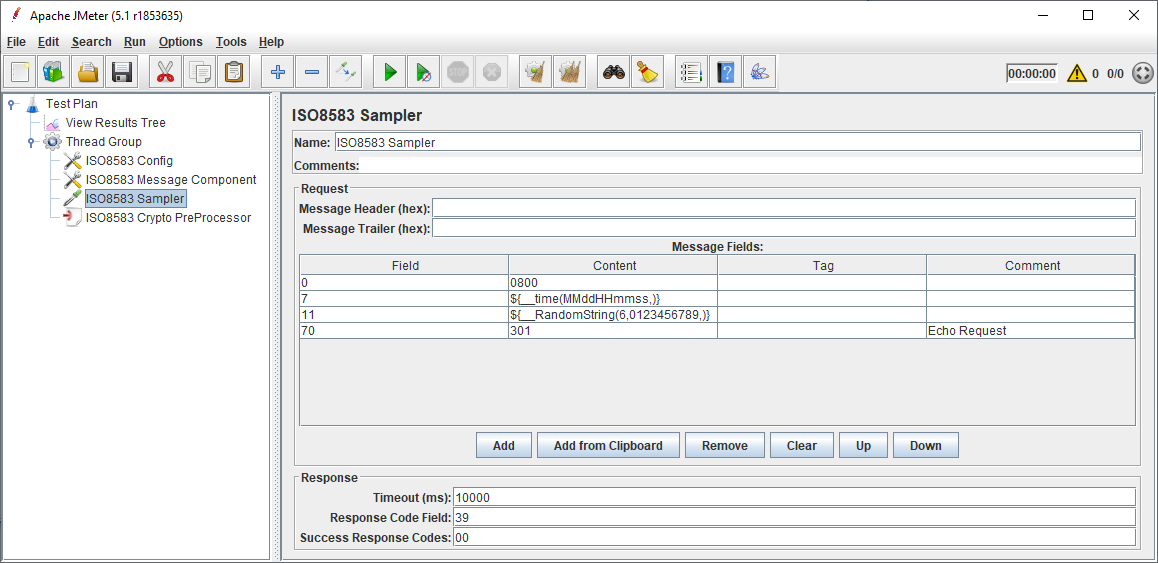 Apache JMeter (5.1 r1853635)
File Edit Search Run Options Tools Help
STOP 00:00:00 0 0/0
Test Plan
View Results Tree
Thread Group
ISO8583 Config
ISO8583 Message Component
ISO8583 Sampler
ISO8583 Crypto PreProcessor
ISO8583 Sampler
Name: ISO8583 Sampler
Comments:
Request
Message Header (hex):
Message Trailer (hex):
Message Fields:
Field Content Tag Comment
0 0800
7 ${__time(MMddHHmmss,)}
11 ${__RandomString(6,0123456789,)}
70 301 Echo Request
Add Add from Clipboard Remove Clear Up Down
Response
Timeout (ms): 10000
Response Code Field: 39
Success Response Codes: 00